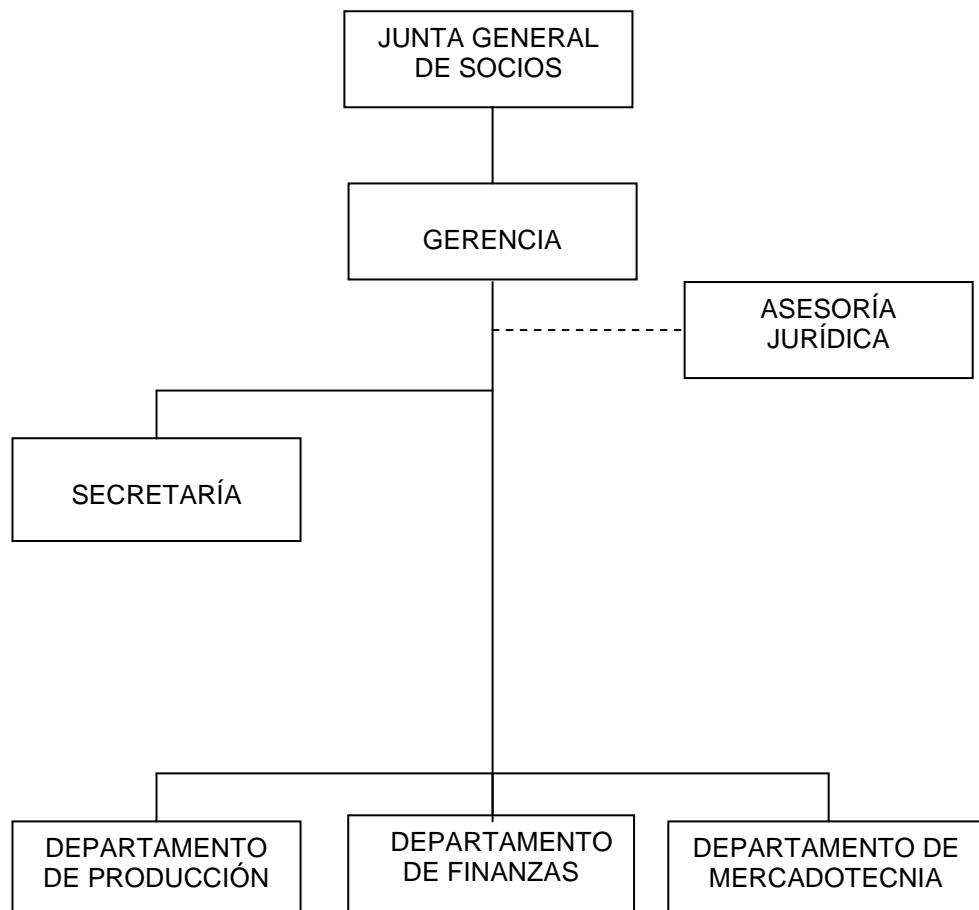 JUNTA GENERAL
DE SOCIOS
GERENCIA
ASESORÍA
JURÍDICA
SECRETARÍA
DEPARTAMENTO
DE PRODUCCIÓN
DEPARTAMENTO
DE FINANZAS
DEPARTAMENTO DE
MERCADOTECNIA